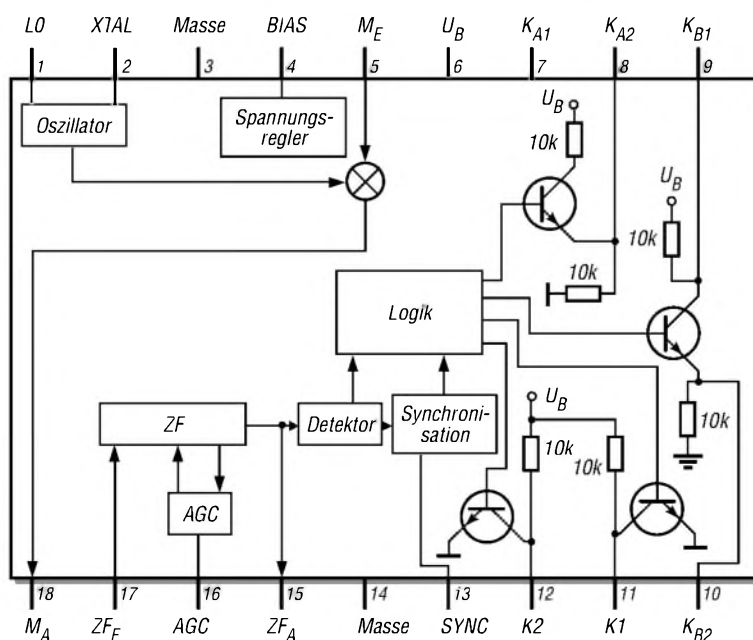 LO XTAL Masse BIAS M_E U_B K_A1 K_A2 K_B1
1 2 3 4 5 6 7 8 9
Oszillator
Spannungs-
regler
U_B
10k
U_B
10k
10k
Logik
ZF
Detektor
Synchroni-
sation
U_B
10k
10k
10k
AGC
18 17 16 15 14 i3 12 11 10
M_A ZF_E AGC ZF_A Masse SYNC K2 K1 K_B2